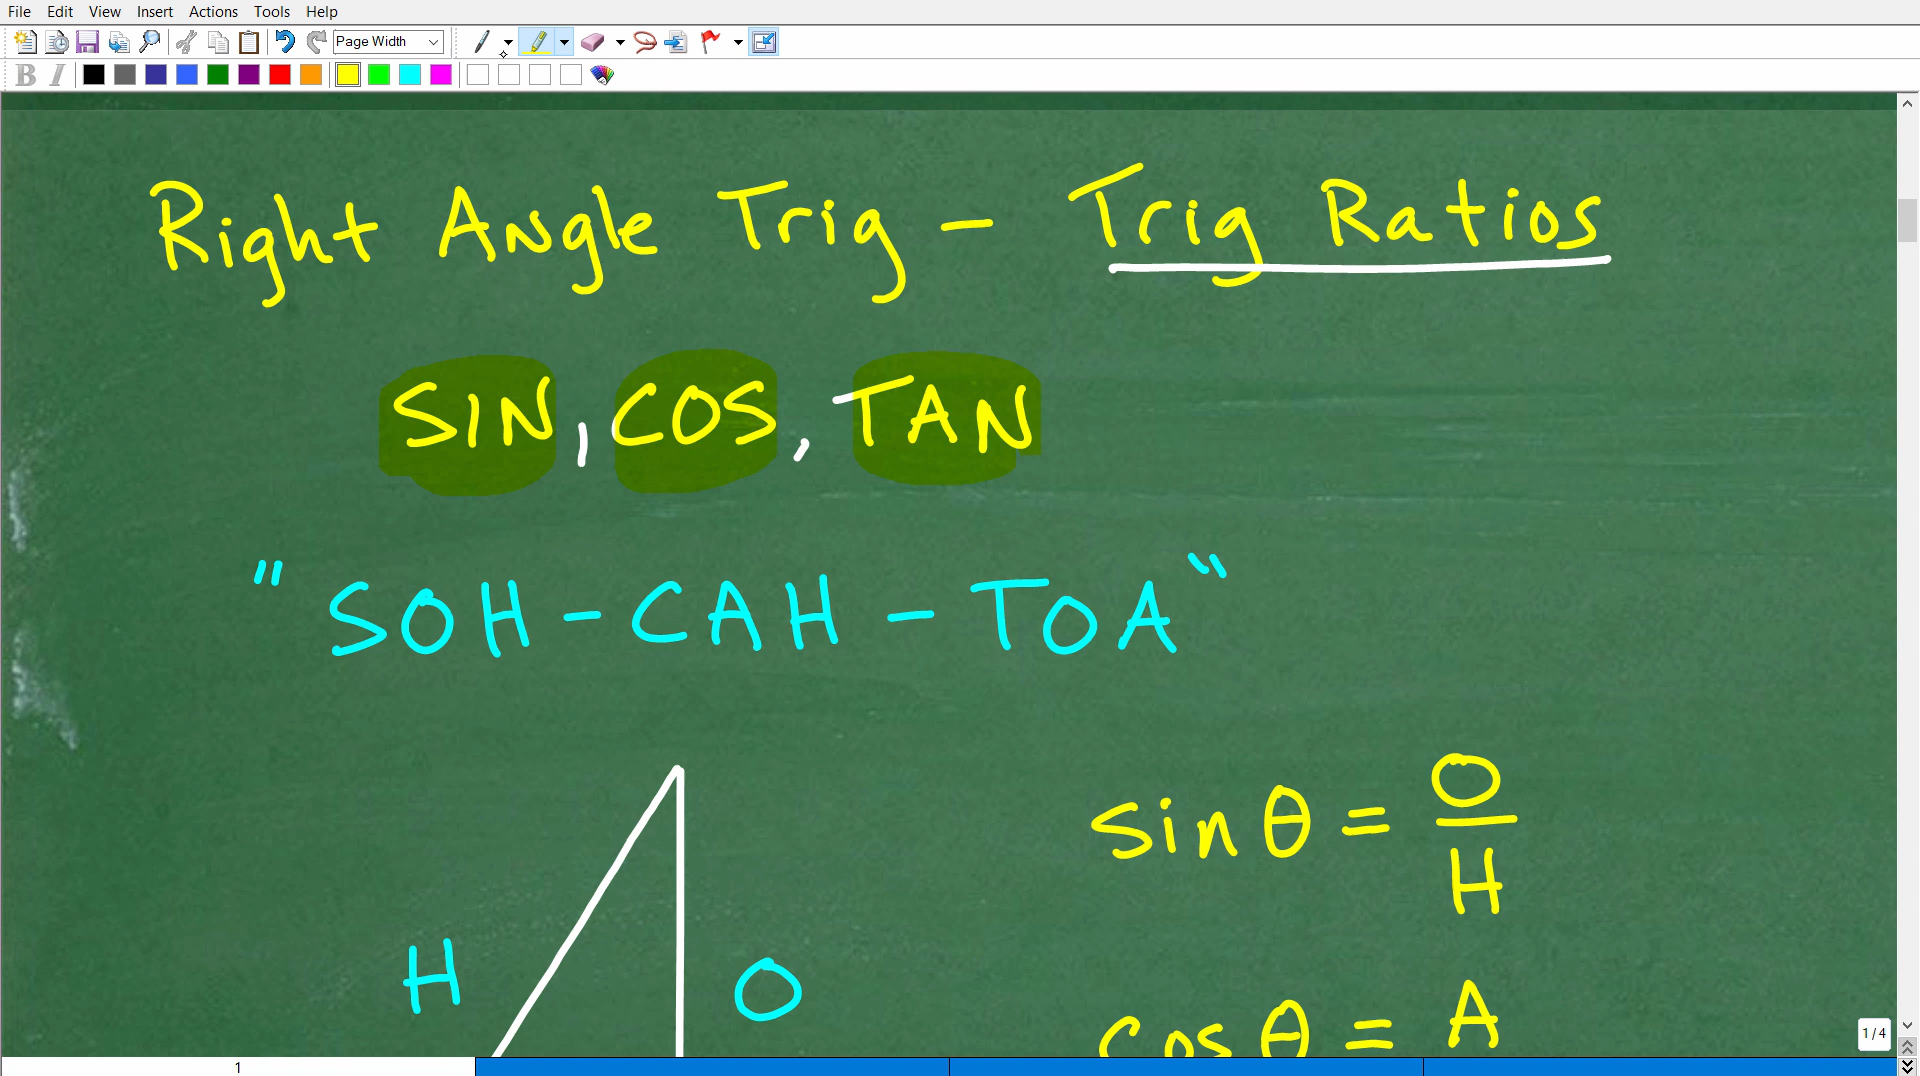 File Edit View Insert Actions Tools Help
Page Width
B I
Right Angle Trig - Trig Ratios
SIN, COS, TAN
"SOH - CAH - TOA"
sin θ = O/H
H O
cos θ = A
1/4
1